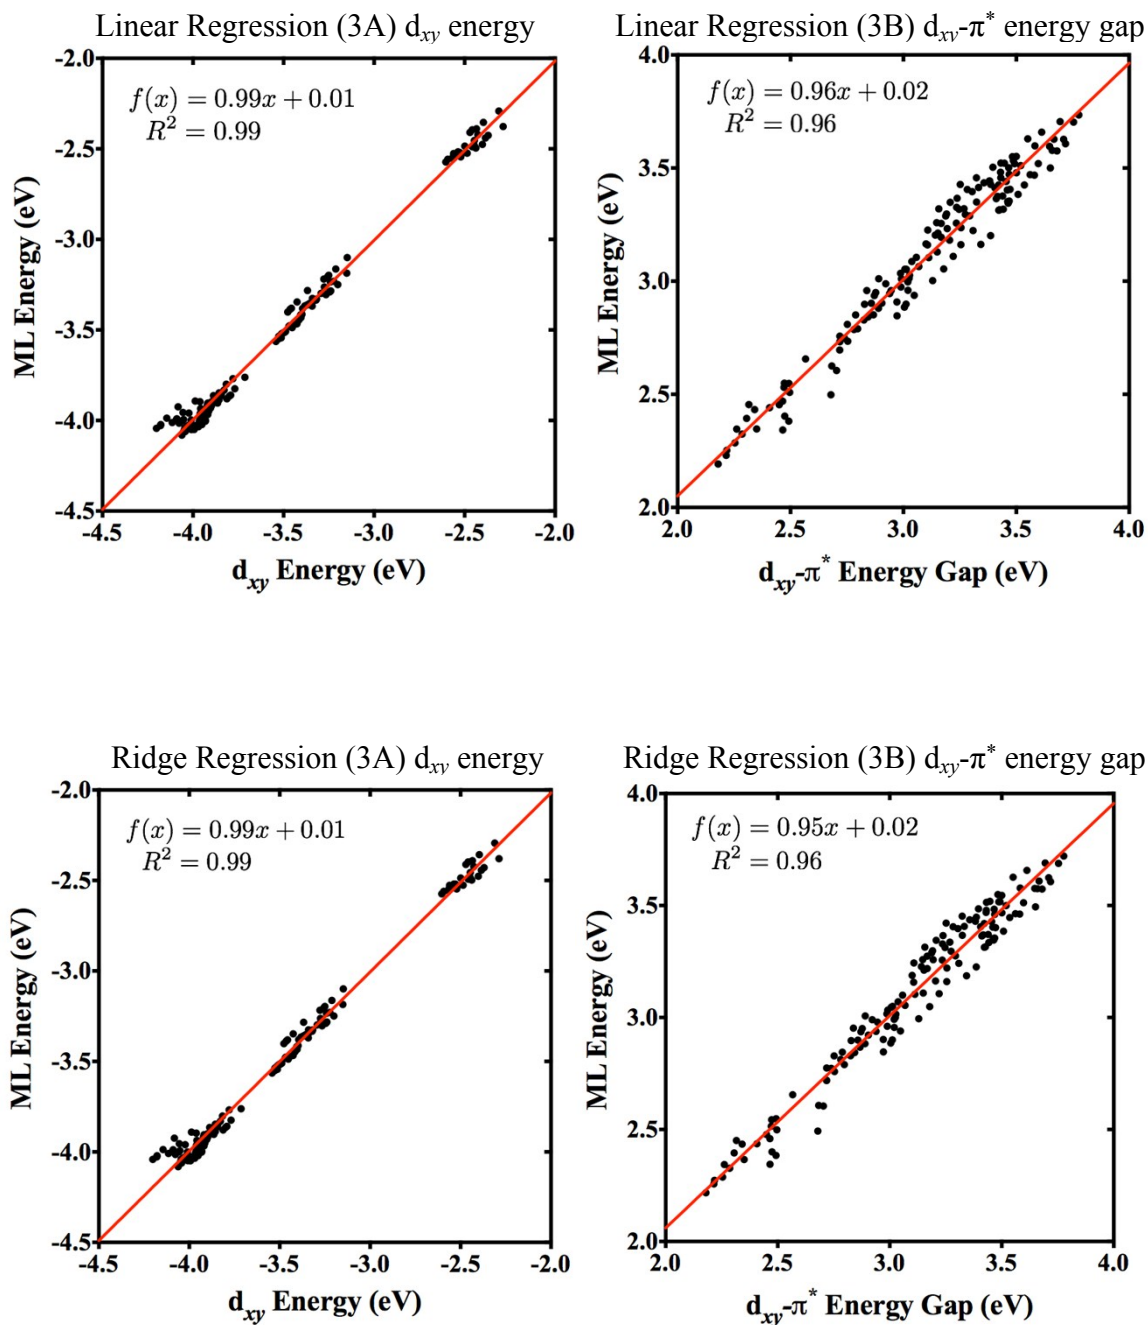 Linear Regression (3A) dxy energy
-2.0
-2.5
-3.0
-3.5
-4.0
-4.5
-4.5 -4.0 -3.5 -3.0 -2.5 -2.0
ML Energy (eV)
dxy Energy (eV)
f(x) = 0.99x + 0.01
R² = 0.99
Linear Regression (3B) dxy-π* energy gap
4.0
3.5
3.0
2.5
2.0
2.0 2.5 3.0 3.5 4.0
ML Energy (eV)
dxy-π* Energy Gap (eV)
f(x) = 0.96x + 0.02
R² = 0.96
Ridge Regression (3A) dxy energy
-2.0
-2.5
-3.0
-3.5
-4.0
-4.5
-4.5 -4.0 -3.5 -3.0 -2.5 -2.0
ML Energy (eV)
dxy Energy (eV)
f(x) = 0.99x + 0.01
R² = 0.99
Ridge Regression (3B) dxy-π* energy gap
4.0
3.5
3.0
2.5
2.0
2.0 2.5 3.0 3.5 4.0
ML Energy (eV)
dxy-π* Energy Gap (eV)
f(x) = 0.95x + 0.02
R² = 0.96